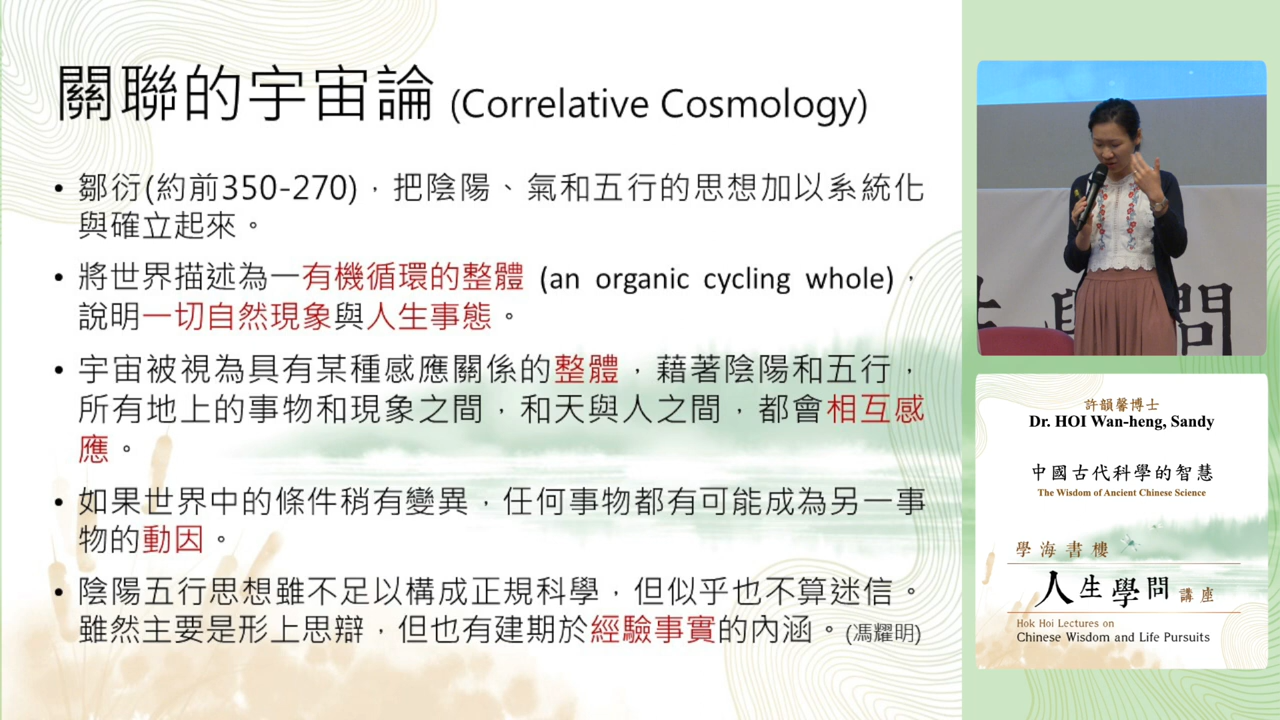 關聯的宇宙論 (Correlative Cosmology)
• 鄒衍(約前350-270)，把陰陽、氣和五行的思想加以系統化
與確立起來。
• 將世界描述為一有機循環的整體 (an organic cycling whole)，
說明一切自然現象與人生事態。
• 宇宙被視為具有某種感應關係的整體，藉著陰陽和五行，
所有地上的事物和現象之間，和天與人之間，都會相互感
應。
• 如果世界中的條件稍有變異，任何事物都有可能成為另一事
物的動因。
• 陰陽五行思想雖不足以構成正規科學，但似乎也不算迷信。
雖然主要是形上思辯，但也有建期於經驗事實的內涵。(馮耀明)
學問
許韻馨博士
Dr. HOI Wan-heng, Sandy
中國古代科學的智慧
The Wisdom of Ancient Chinese Science
學海書樓
人生學問講座
Hok Hoi Lectures on
Chinese Wisdom and Life Pursuits